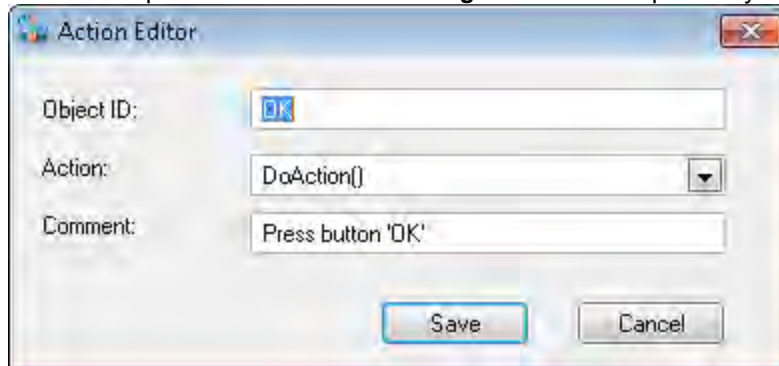 Action Editor
Object ID: OK
Action: DoAction()
Comment: Press button 'OK'
Save Cancel